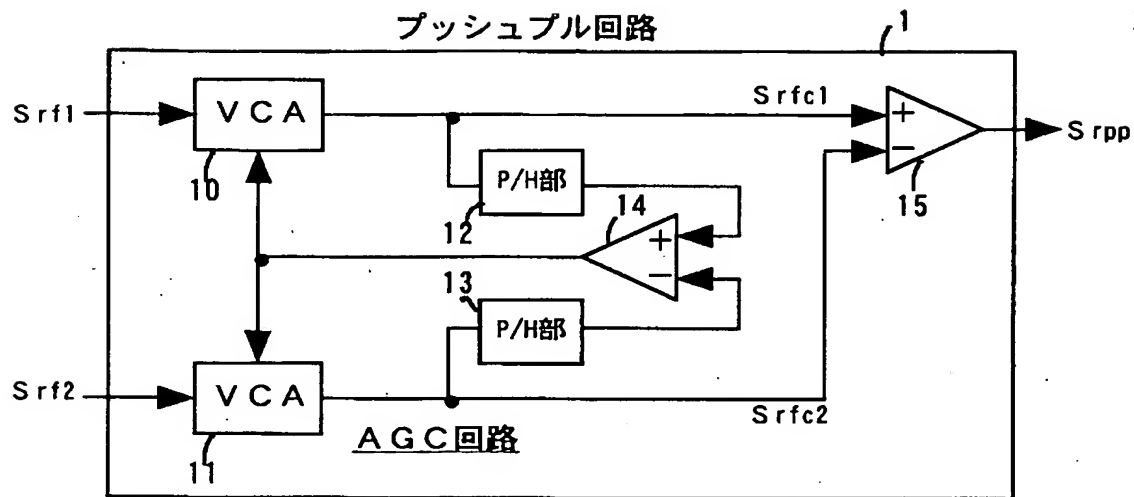 プッシュプル回路
1
Srf1
VCA
10
Srfc1
+
−
15
Srpp
P/H部
12
14
+
−
13
P/H部
Srf2
VCA
11
Srfc2
AGC回路